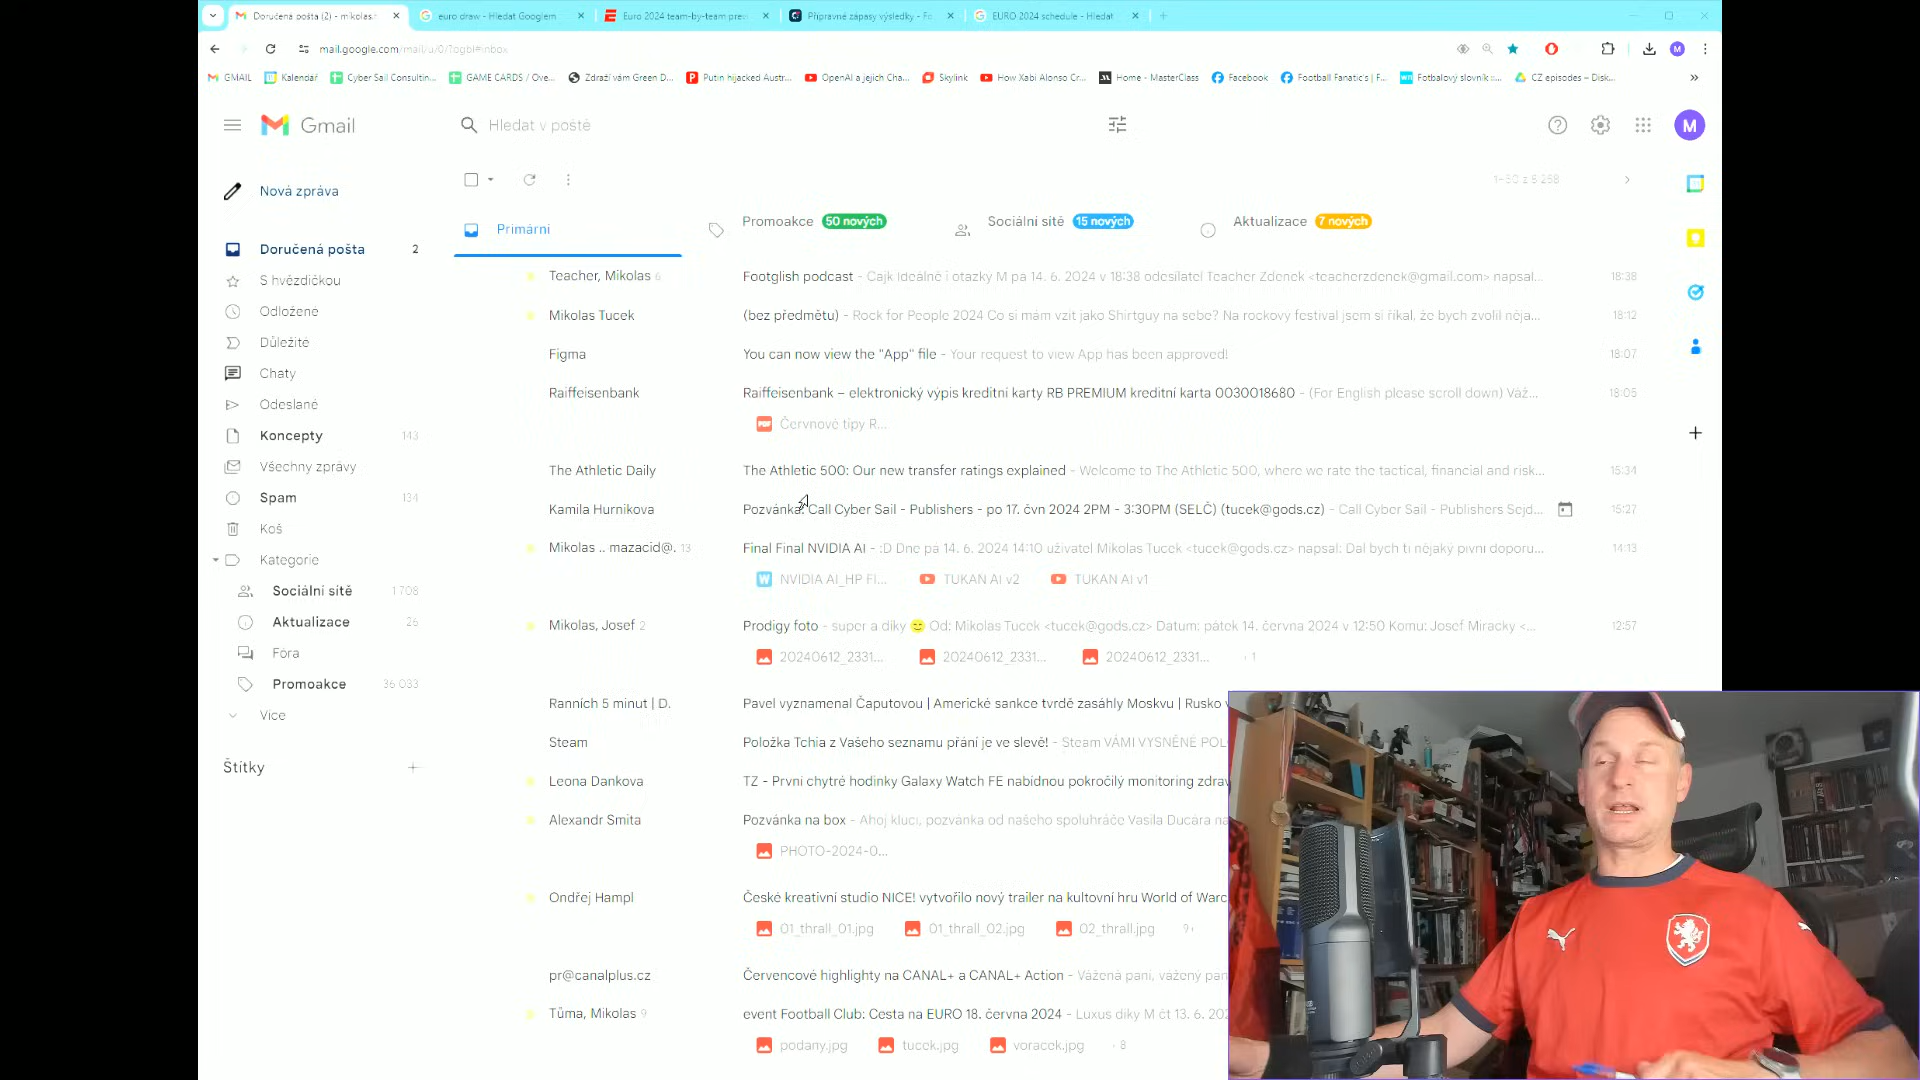 Doručená pošta (2) - mikolas.t
euro draw - Hledat Googlem
Euro 2024 team-by-team prev
Přípravné zápasy výsledky - Fo
EURO 2024 schedule - Hledat
mail.google.com/mail/u/0/?ogbl#inbox
M
GMAIL
Kalendář
Cyber Sail Consultin...
GAME CARDS / Ove...
Zdraží vám Green D...
Putin hijacked Austr...
OpenAI a jejich Cha...
Skylink
How Xabi Alonso Cr...
Home - MasterClass
Facebook
Football Fanatic's | F...
Fotbalový slovník ::...
CZ episodes – Disk...
Gmail
Hledat v poště
M
Nová zpráva
1–50 z 5 258
Primární
Promoakce 50 nových
Sociální sítě 15 nových
Aktualizace 7 nových
Doručená pošta 2
S hvězdičkou
Odložené
Důležité
Chaty
Odeslané
Koncepty 143
Všechny zprávy
Spam 134
Koš
Kategorie
Sociální sítě 1 708
Aktualizace 26
Fóra
Promoakce 36 033
Více
Štítky
Teacher, Mikolas 6 Footglish podcast - Cajk Ideálně i otazky M pá 14. 6. 2024 v 18:38 odesílatel Teacher Zdenek <teacherzdenek@gmail.com> napsal... 18:38
Mikolas Tucek (bez předmětu) - Rock for People 2024 Co si mám vzít jako Shirtguy na sebe? Na rockový festival jsem si říkal, že bych zvolil něja... 18:12
Figma You can now view the "App" file - Your request to view App has been approved! 18:07
Raiffeisenbank Raiffeisenbank – elektronický výpis kreditní karty RB PREMIUM kreditní karta 0030018680 - (For English please scroll down) Váž... 18:05
Červnové tipy R...
The Athletic Daily The Athletic 500: Our new transfer ratings explained - Welcome to The Athletic 500, where we rate the tactical, financial and risk... 15:34
Kamila Hurnikova Pozvánka: Call Cyber Sail - Publishers - po 17. čvn 2024 2PM - 3:30PM (SELČ) (tucek@gods.cz) - Call Cyber Sail - Publishers Sejd... 15:27
Mikolas .. mazacid@. 13 Final Final NVIDIA AI - :D Dne pá 14. 6. 2024 14:10 uživatel Mikolas Tucek <tucek@gods.cz> napsal: Dal bych ti nějaký pivní doporu... 14:13
NVIDIA AI_HP FI... TUKAN AI v2 TUKAN AI v1
Mikolas, Josef 2 Prodigy foto - super a díky Od: Mikolas Tucek <tucek@gods.cz> Datum: pátek 14. června 2024 v 12:50 Komu: Josef Miracky <... 12:57
20240612_2331... 20240612_2331... 20240612_2331... +1
Ranních 5 minut | D. Pavel vyznamenal Čaputovou | Americké sankce tvrdě zasáhly Moskvu | Rusko v
Steam Položka Tchia z Vašeho seznamu přání je ve slevě! - Steam VÁMI VYSNĚNÉ POL
Leona Dankova TZ - První chytré hodinky Galaxy Watch FE nabídnou pokročilý monitoring zdrav
Alexandr Smita Pozvánka na box - Ahoj kluci, pozvánka od našeho spoluhráče Vasila Ducára na
PHOTO-2024-0...
Ondřej Hampl České kreativní studio NICE! vytvořilo nový trailer na kultovní hru World of Warc
01_thrall_01.jpg 01_thrall_02.jpg 02_thrall.jpg 9+
pr@canalplus.cz Červencové highlighty na CANAL+ a CANAL+ Action - Vážená paní, vážený pan
Tůma, Mikolas 9 event Football Club: Cesta na EURO 18. června 2024 - Luxus díky M čt 13. 6. 202
podany.jpg tucek.jpg voracek.jpg +8